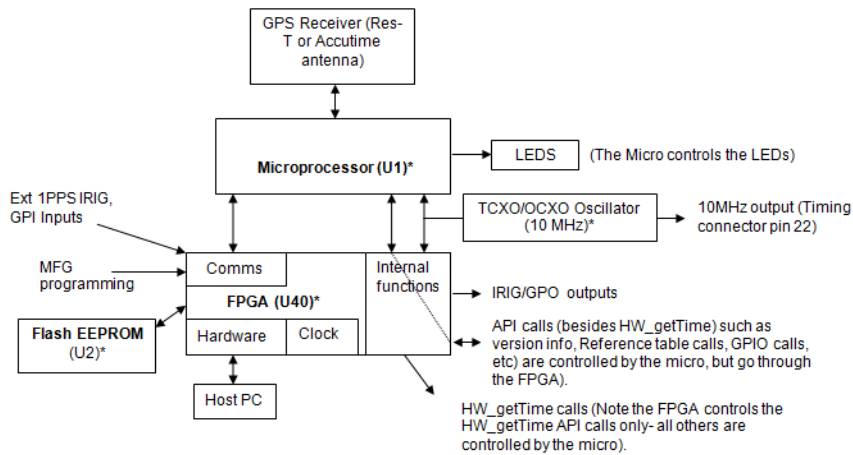 GPS Receiver (Res-
T or Accutime
antenna)
Microprocessor (U1)*
LEDS
(The Micro controls the LEDs)
Ext 1PPS IRIG,
GPI Inputs
TCXO/OCXO Oscillator
(10 MHz)*
10MHz output (Timing
connector pin 22)
MFG
programming
Comms
Internal
functions
FPGA (U40)*
IRIG/GPO outputs
Flash EEPROM
(U2)*
Hardware
Clock
API calls (besides HW_getTime) such as
version info, Reference table calls, GPIO calls,
etc) are controlled by the micro, but go through
the FPGA).
Host PC
HW_getTime calls (Note the FPGA controls the
HW_getTime API calls only- all others are
controlled by the micro).